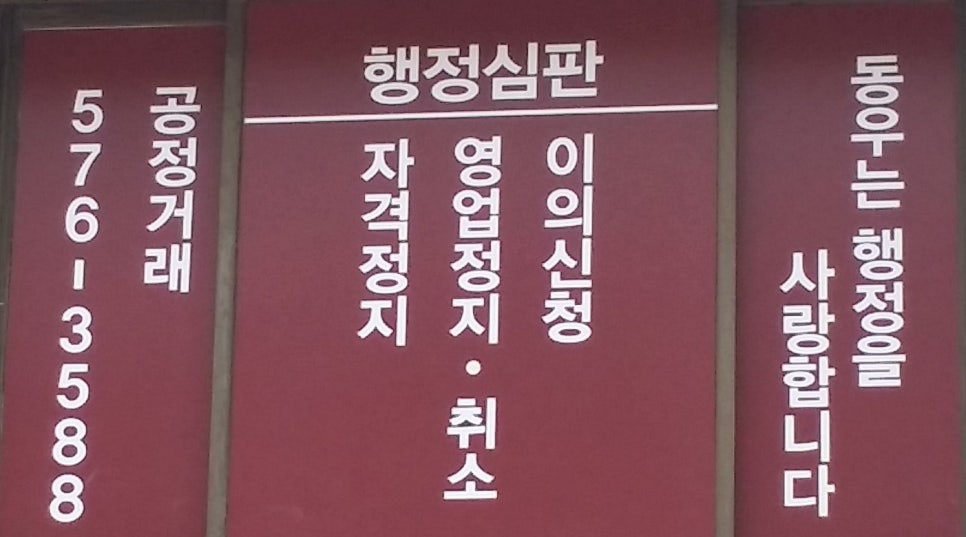 행정심판
이의신청
영업정지·취소
자격정지
동우는 행정을
사랑합니다
공정거래
576-3588